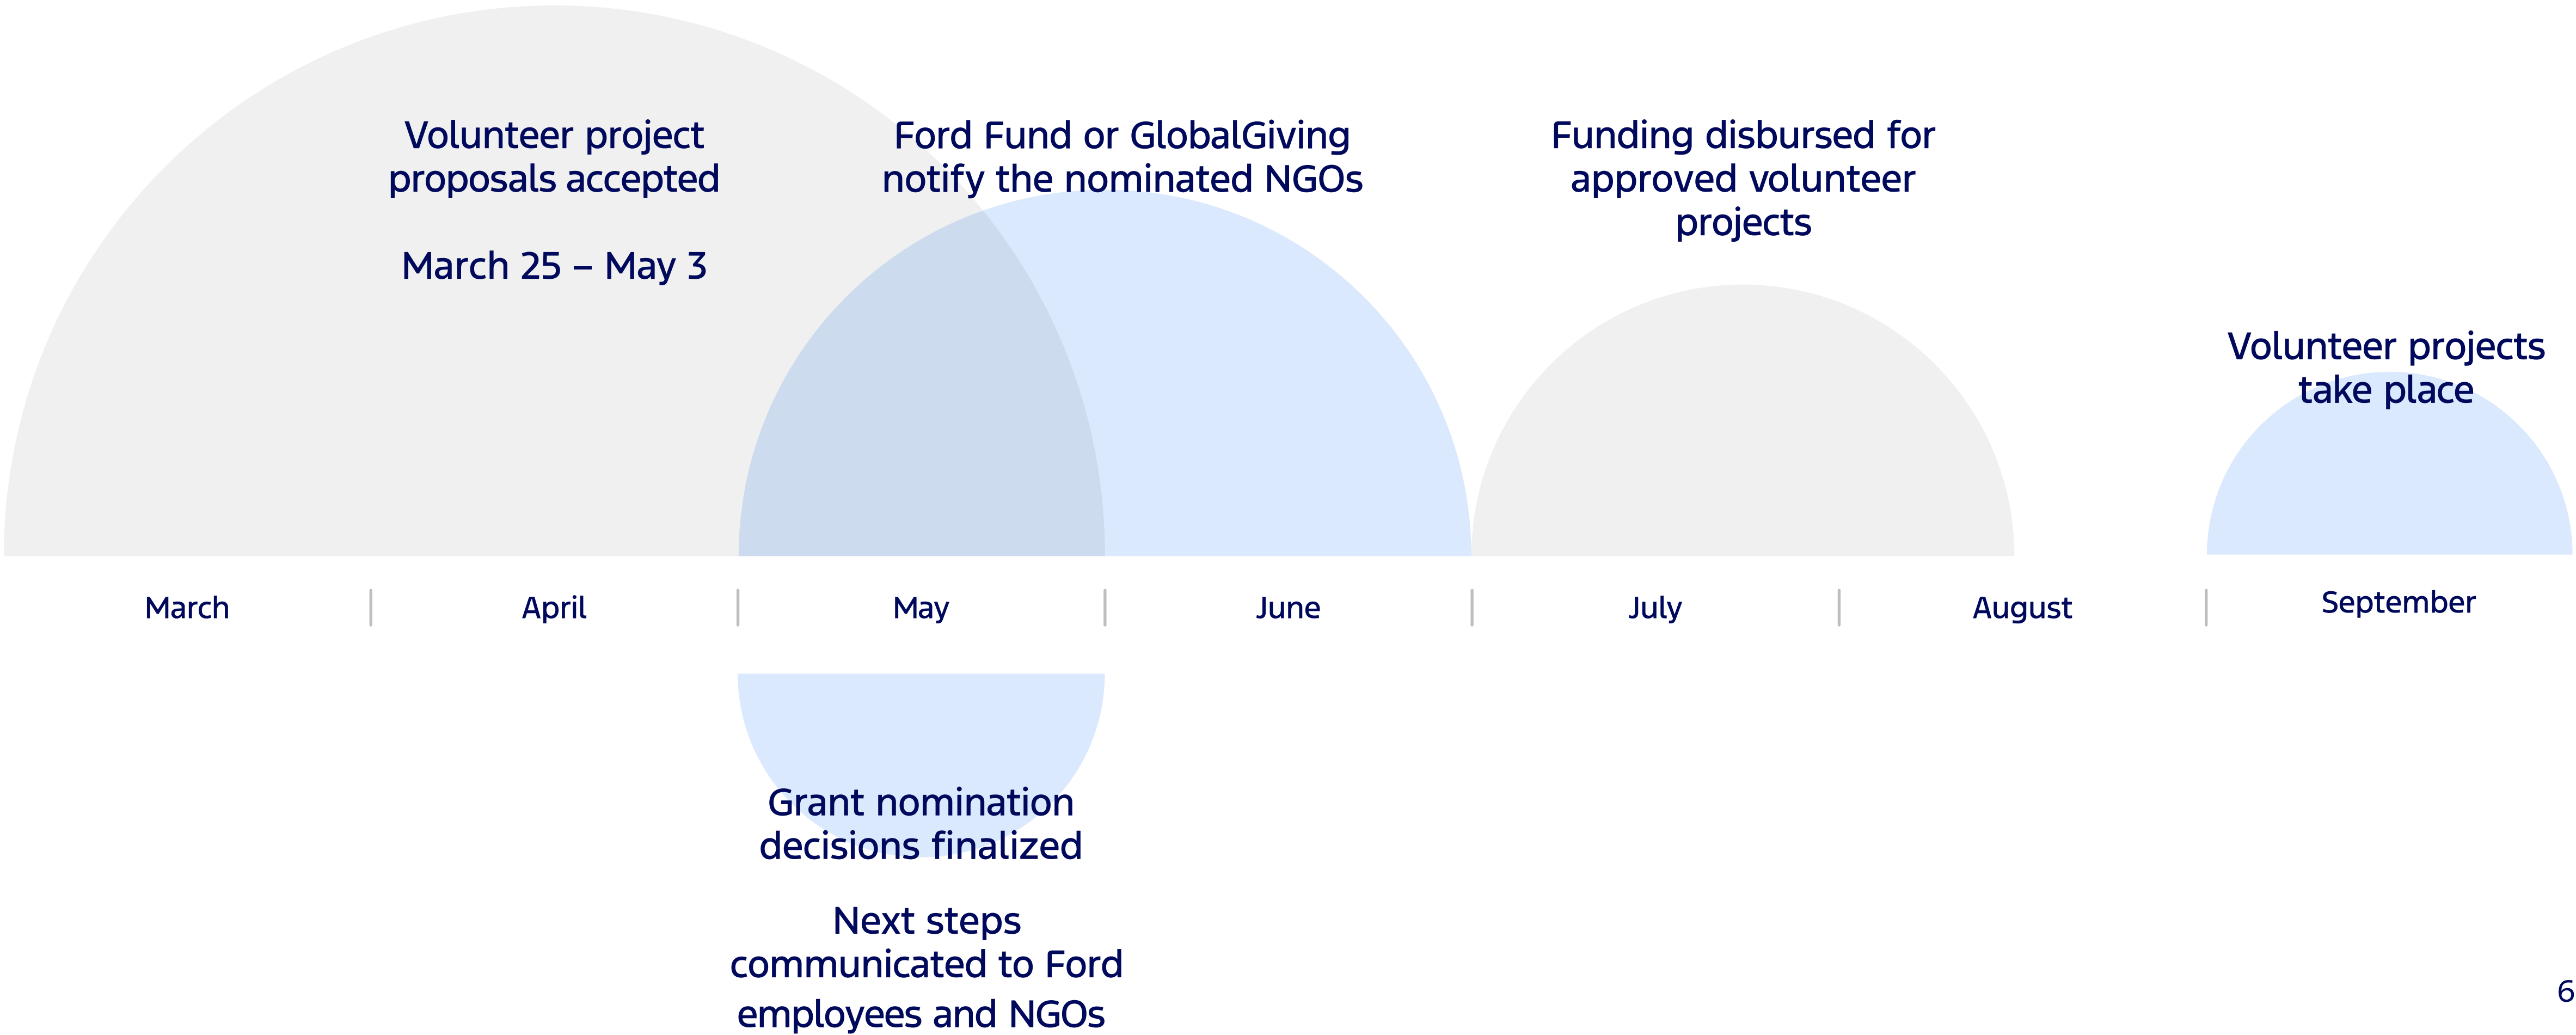 Volunteer project
proposals accepted
March 25 – May 3
Ford Fund or GlobalGiving
notify the nominated NGOs
Funding disbursed for
approved volunteer
projects
Volunteer projects
take place
March
April
May
June
July
August
September
Grant nomination
decisions finalized
Next steps
communicated to Ford
employees and NGOs
6